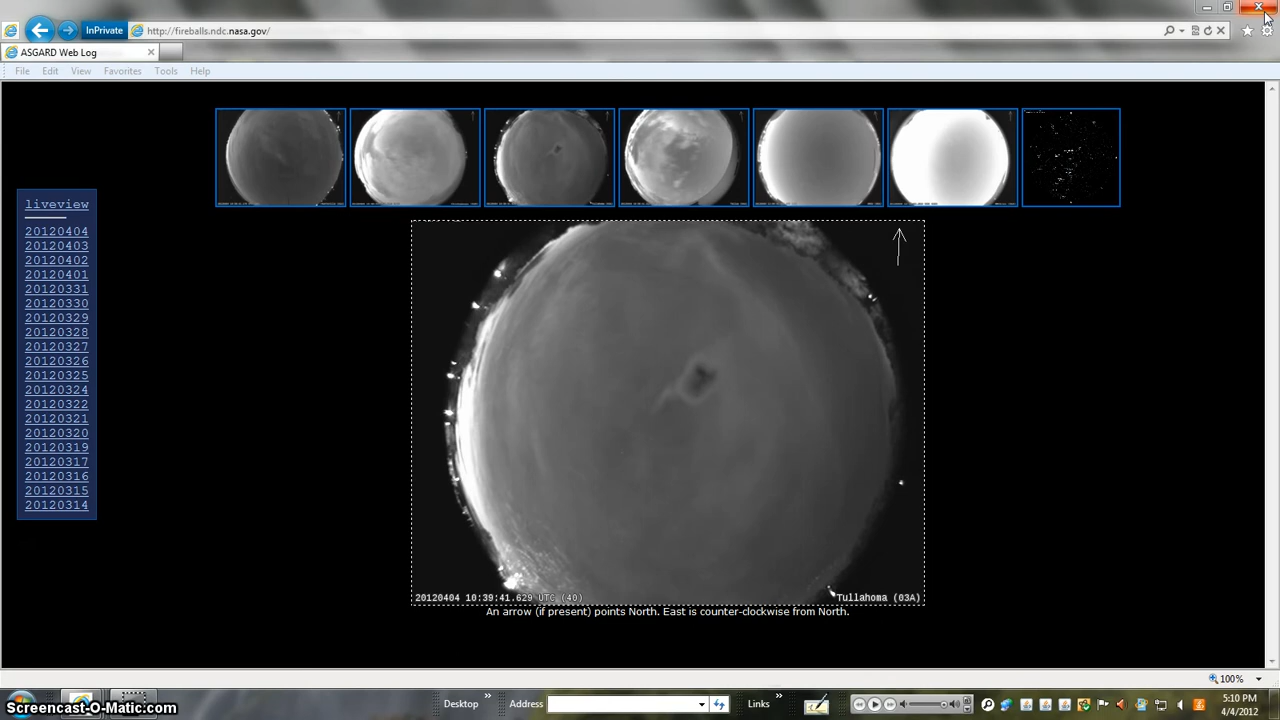 InPrivate
http://fireballs.ndc.nasa.gov/
ASGARD Web Log
File Edit View Favorites Tools Help
liveview
20120404
20120403
20120402
20120401
20120331
20120330
20120329
20120328
20120327
20120326
20120325
20120324
20120322
20120321
20120320
20120319
20120317
20120316
20120315
20120314
20120404 10:39:41.629 UTC (40)
Tullahoma (03A)
An arrow (if present) points North. East is counter-clockwise from North.
100%
Desktop
Address
Links
5:10 PM
4/4/2012
Screencast-O-Matic.com